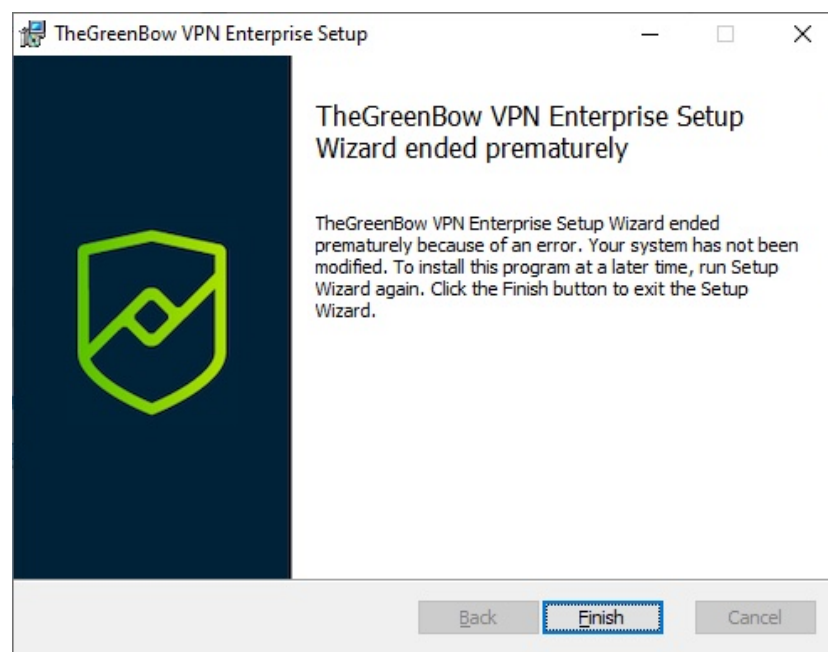 TheGreenBow VPN Enterprise Setup
TheGreenBow VPN Enterprise Setup
Wizard ended prematurely
TheGreenBow VPN Enterprise Setup Wizard ended
prematurely because of an error. Your system has not been
modified. To install this program at a later time, run Setup
Wizard again. Click the Finish button to exit the Setup
Wizard.
Back Finish Cancel